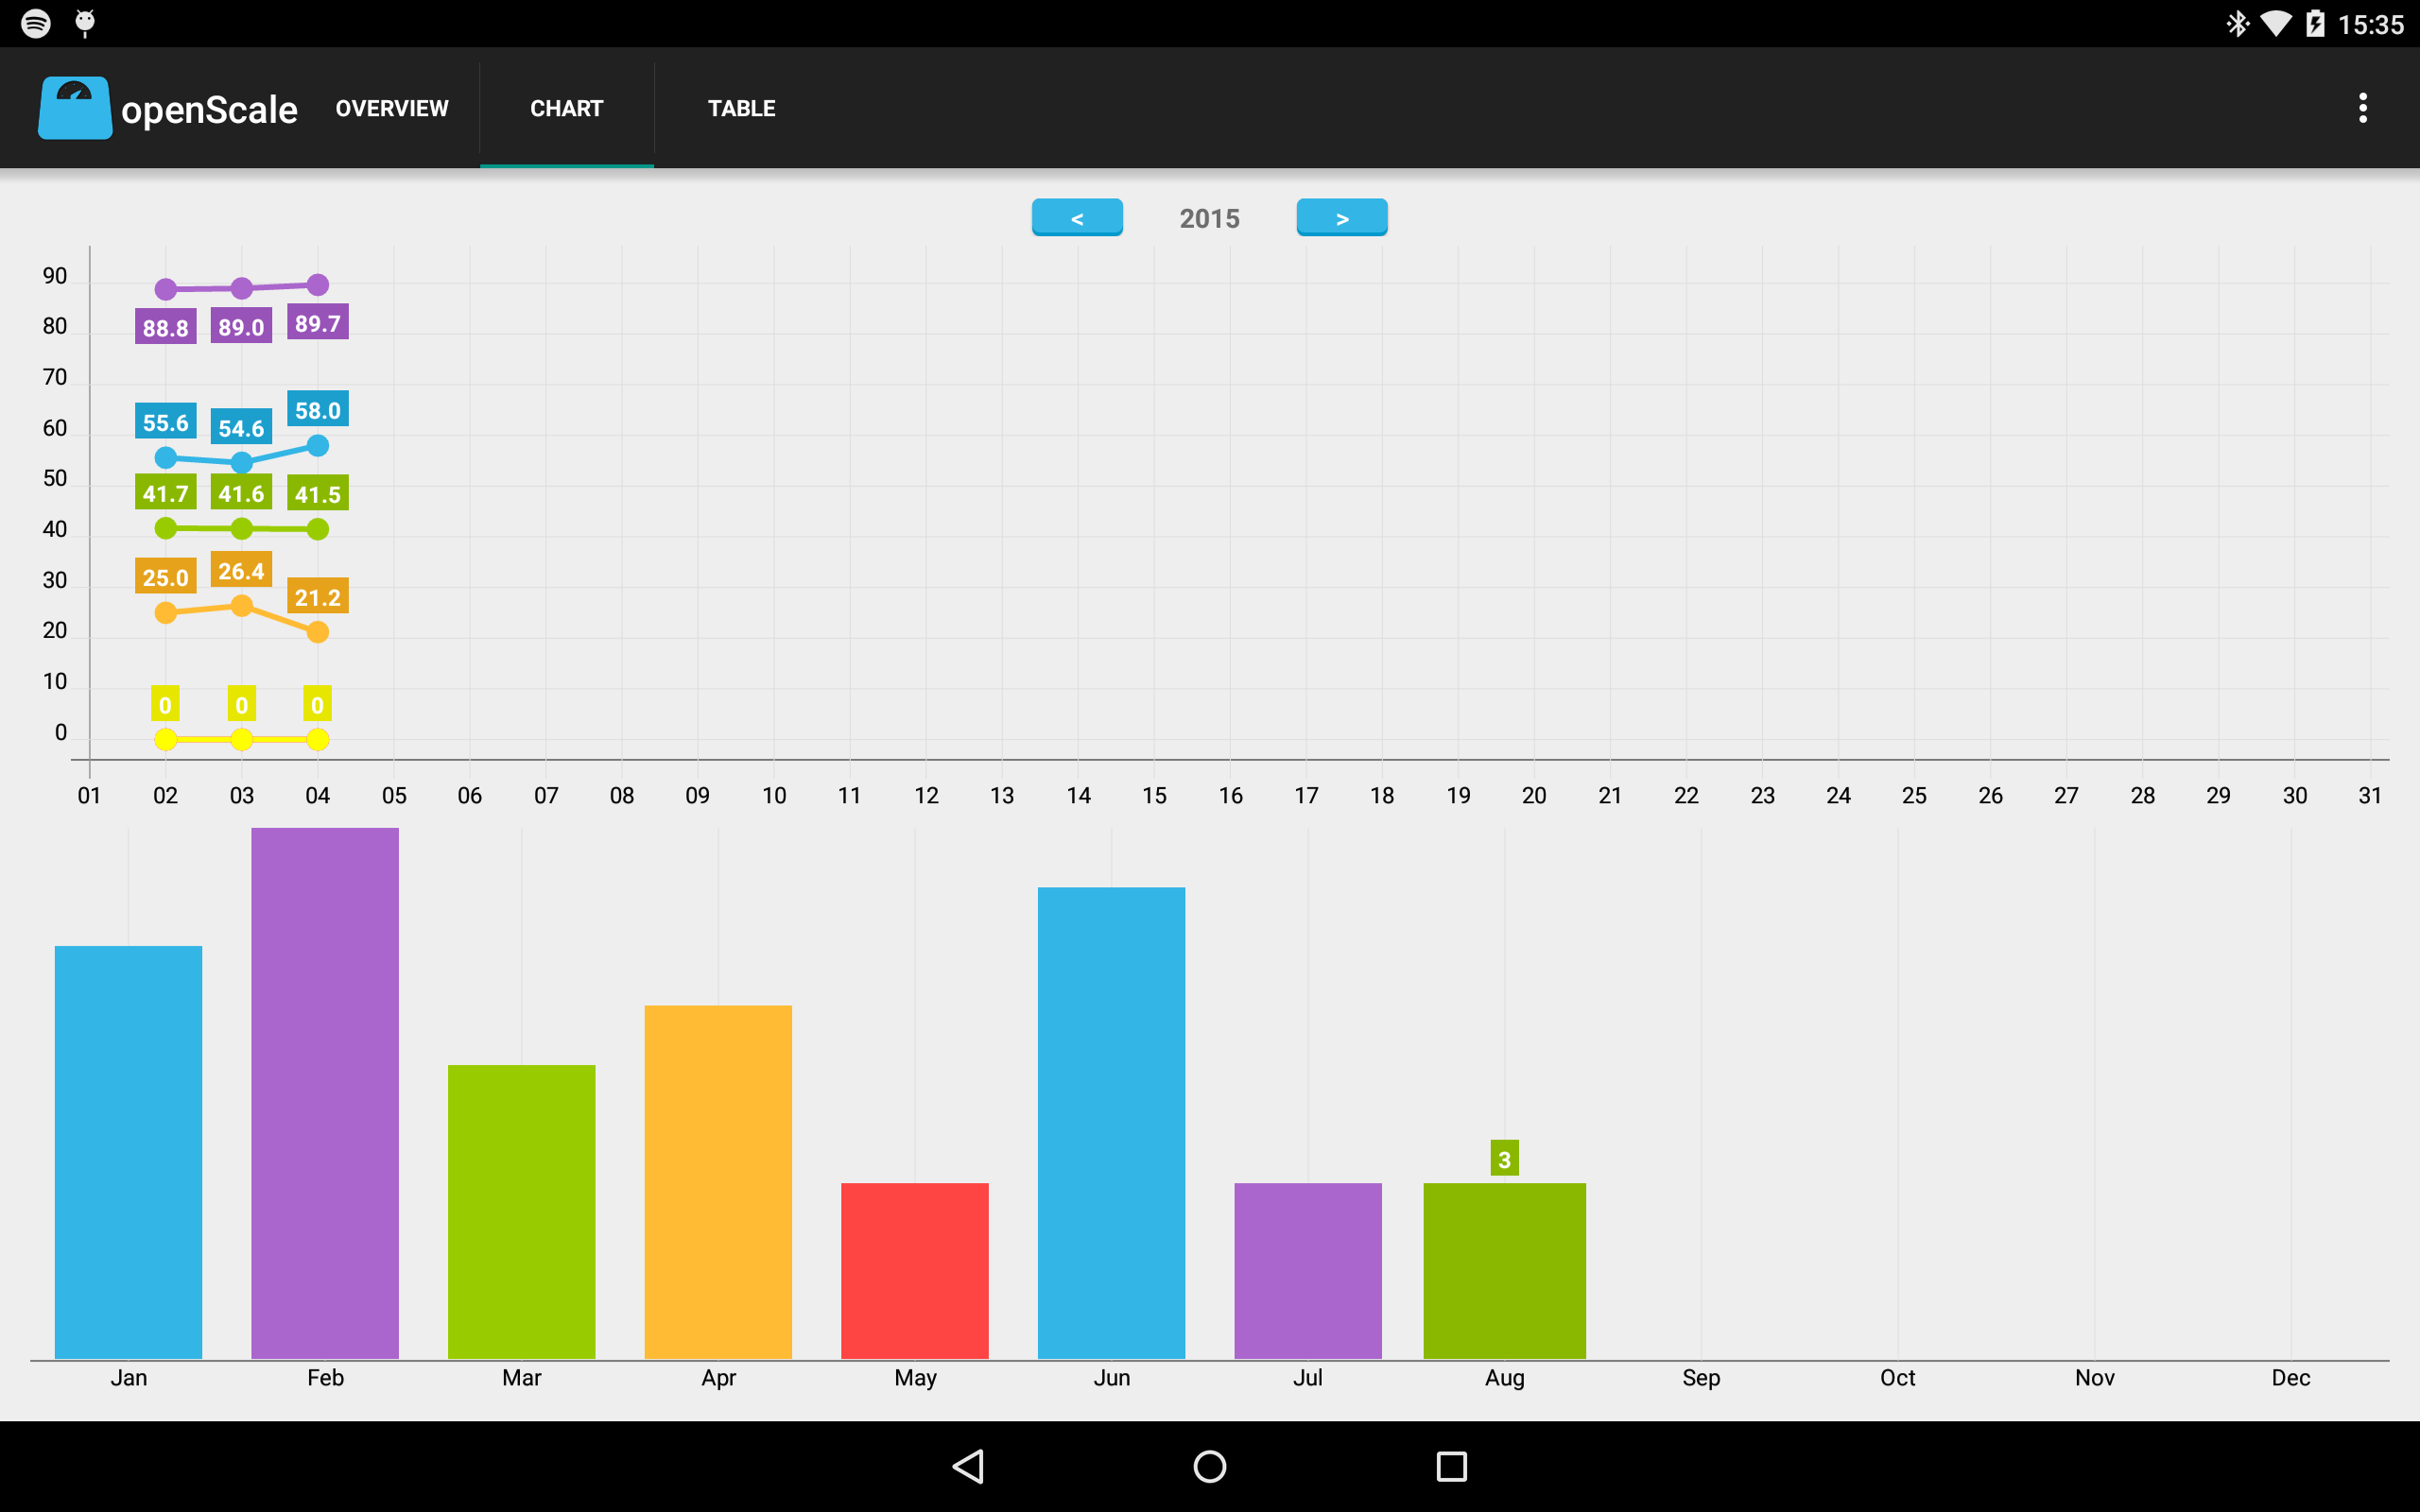 15:35
openScale OVERVIEW CHART TABLE
< 2015 >
90
88.8 89.0 89.7
80
70
55.6 54.6 58.0
60
50
41.7 41.6 41.5
40
25.0 26.4 21.2
30
20
10
0 0 0
0
01 02 03 04 05 06 07 08 09 10 11 12 13 14 15 16 17 18 19 20 21 22 23 24 25 26 27 28 29 30 31
3
Jan Feb Mar Apr May Jun Jul Aug Sep Oct Nov Dec